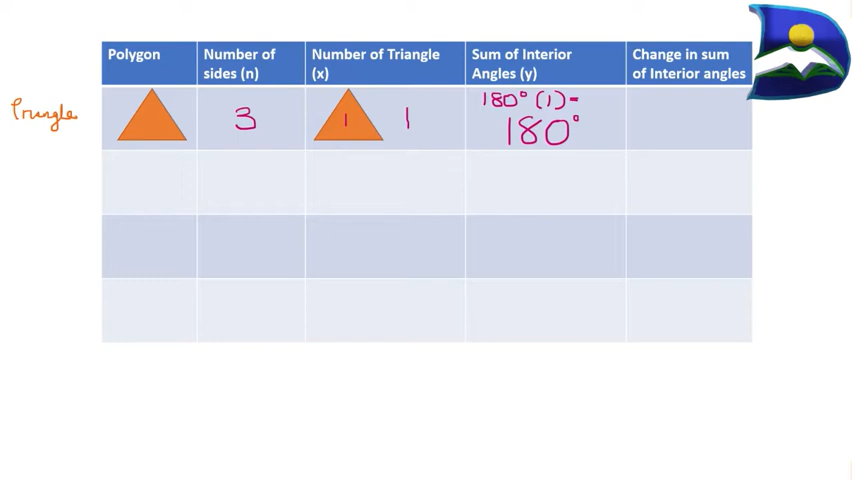 Polygon
Number of sides (n)
Number of Triangle (x)
Sum of Interior Angles (y)
Change in sum of Interior angles
Triangle
3
1
1
180° (1) =
180°